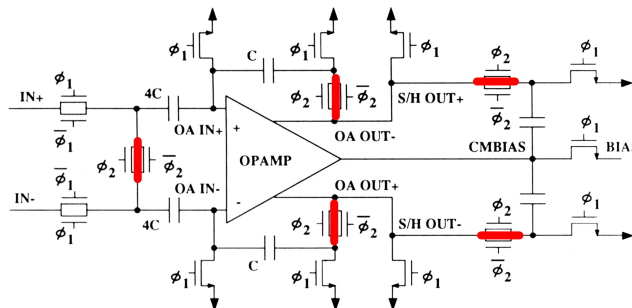 ϕ1
C
ϕ1
ϕ1
ϕ2
ϕ1
ϕ1
IN+
4C
ϕ2
ϕ̅2
S/H OUT+
ϕ̅1
OA IN+
+
OA OUT-
ϕ̅2
ϕ1
ϕ2
ϕ̅2
OPAMP
CMBIAS
BIAS
ϕ̅1
OA IN-
-
OA OUT+
IN-
4C
ϕ2
ϕ̅2
S/H OUT-
ϕ2
ϕ1
ϕ1
C
ϕ̅2
ϕ1
ϕ1
ϕ1